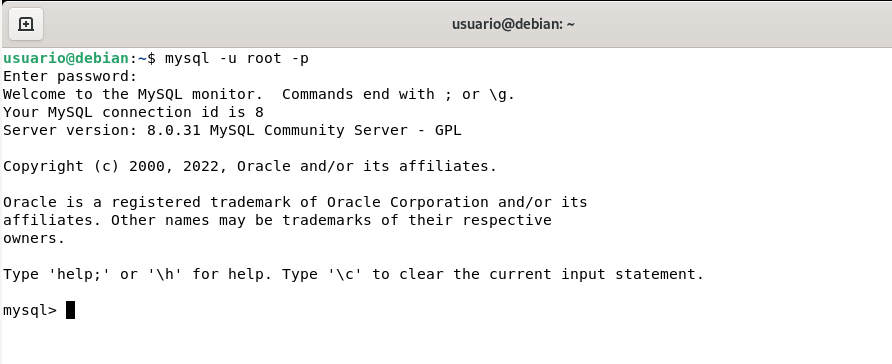 usuario@debian: ~
usuario@debian:~$ mysql -u root -p
Enter password:
Welcome to the MySQL monitor.  Commands end with ; or \g.
Your MySQL connection id is 8
Server version: 8.0.31 MySQL Community Server - GPL
Copyright (c) 2000, 2022, Oracle and/or its affiliates.
Oracle is a registered trademark of Oracle Corporation and/or its
affiliates. Other names may be trademarks of their respective
owners.
Type 'help;' or '\h' for help. Type '\c' to clear the current input statement.
mysql>